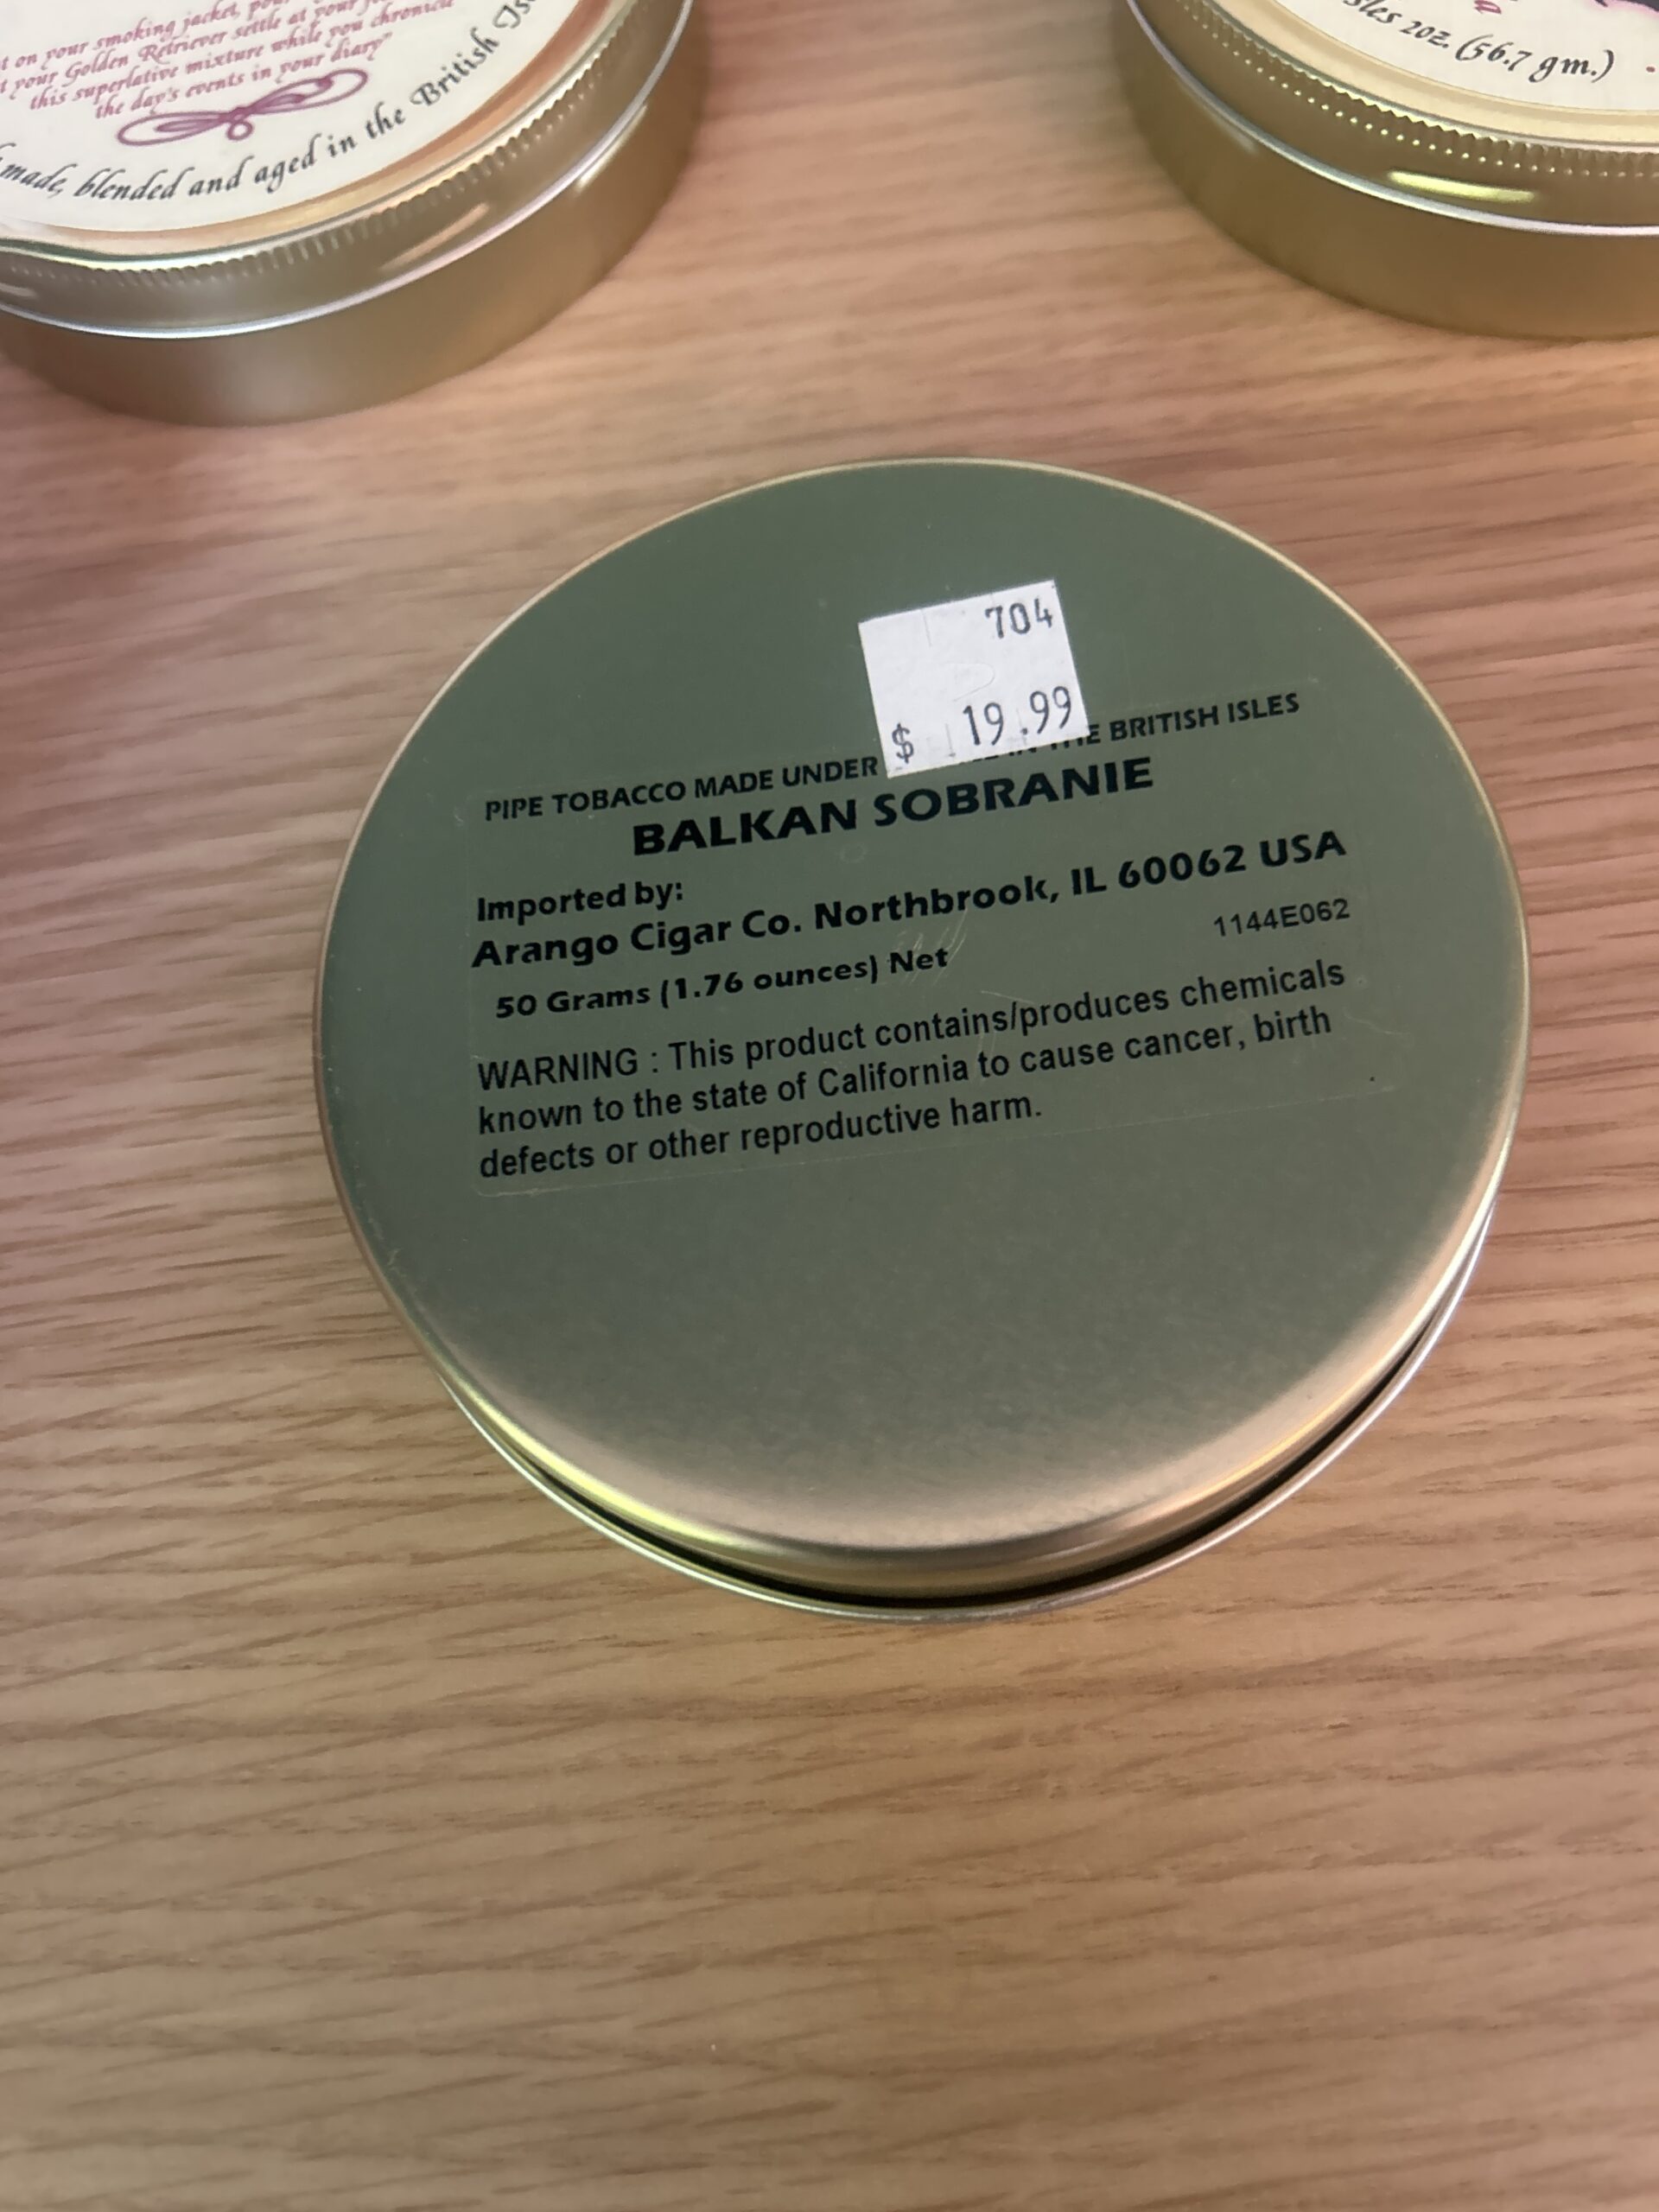 on your smoking jacket,
your Golden Retriever settle at your
this superlative mixture while you chronicle
the day's events in your diary"
made, blended and aged in the British
2oz. (56.7 gm.)
704
$ 19.99
PIPE TOBACCO MADE UNDER IN THE BRITISH ISLES
BALKAN SOBRANIE
Imported by:
Arango Cigar Co. Northbrook, IL 60062 USA
1144E062
50 Grams (1.76 ounces) Net
WARNING : This product contains/produces chemicals
known to the state of California to cause cancer, birth
defects or other reproductive harm.